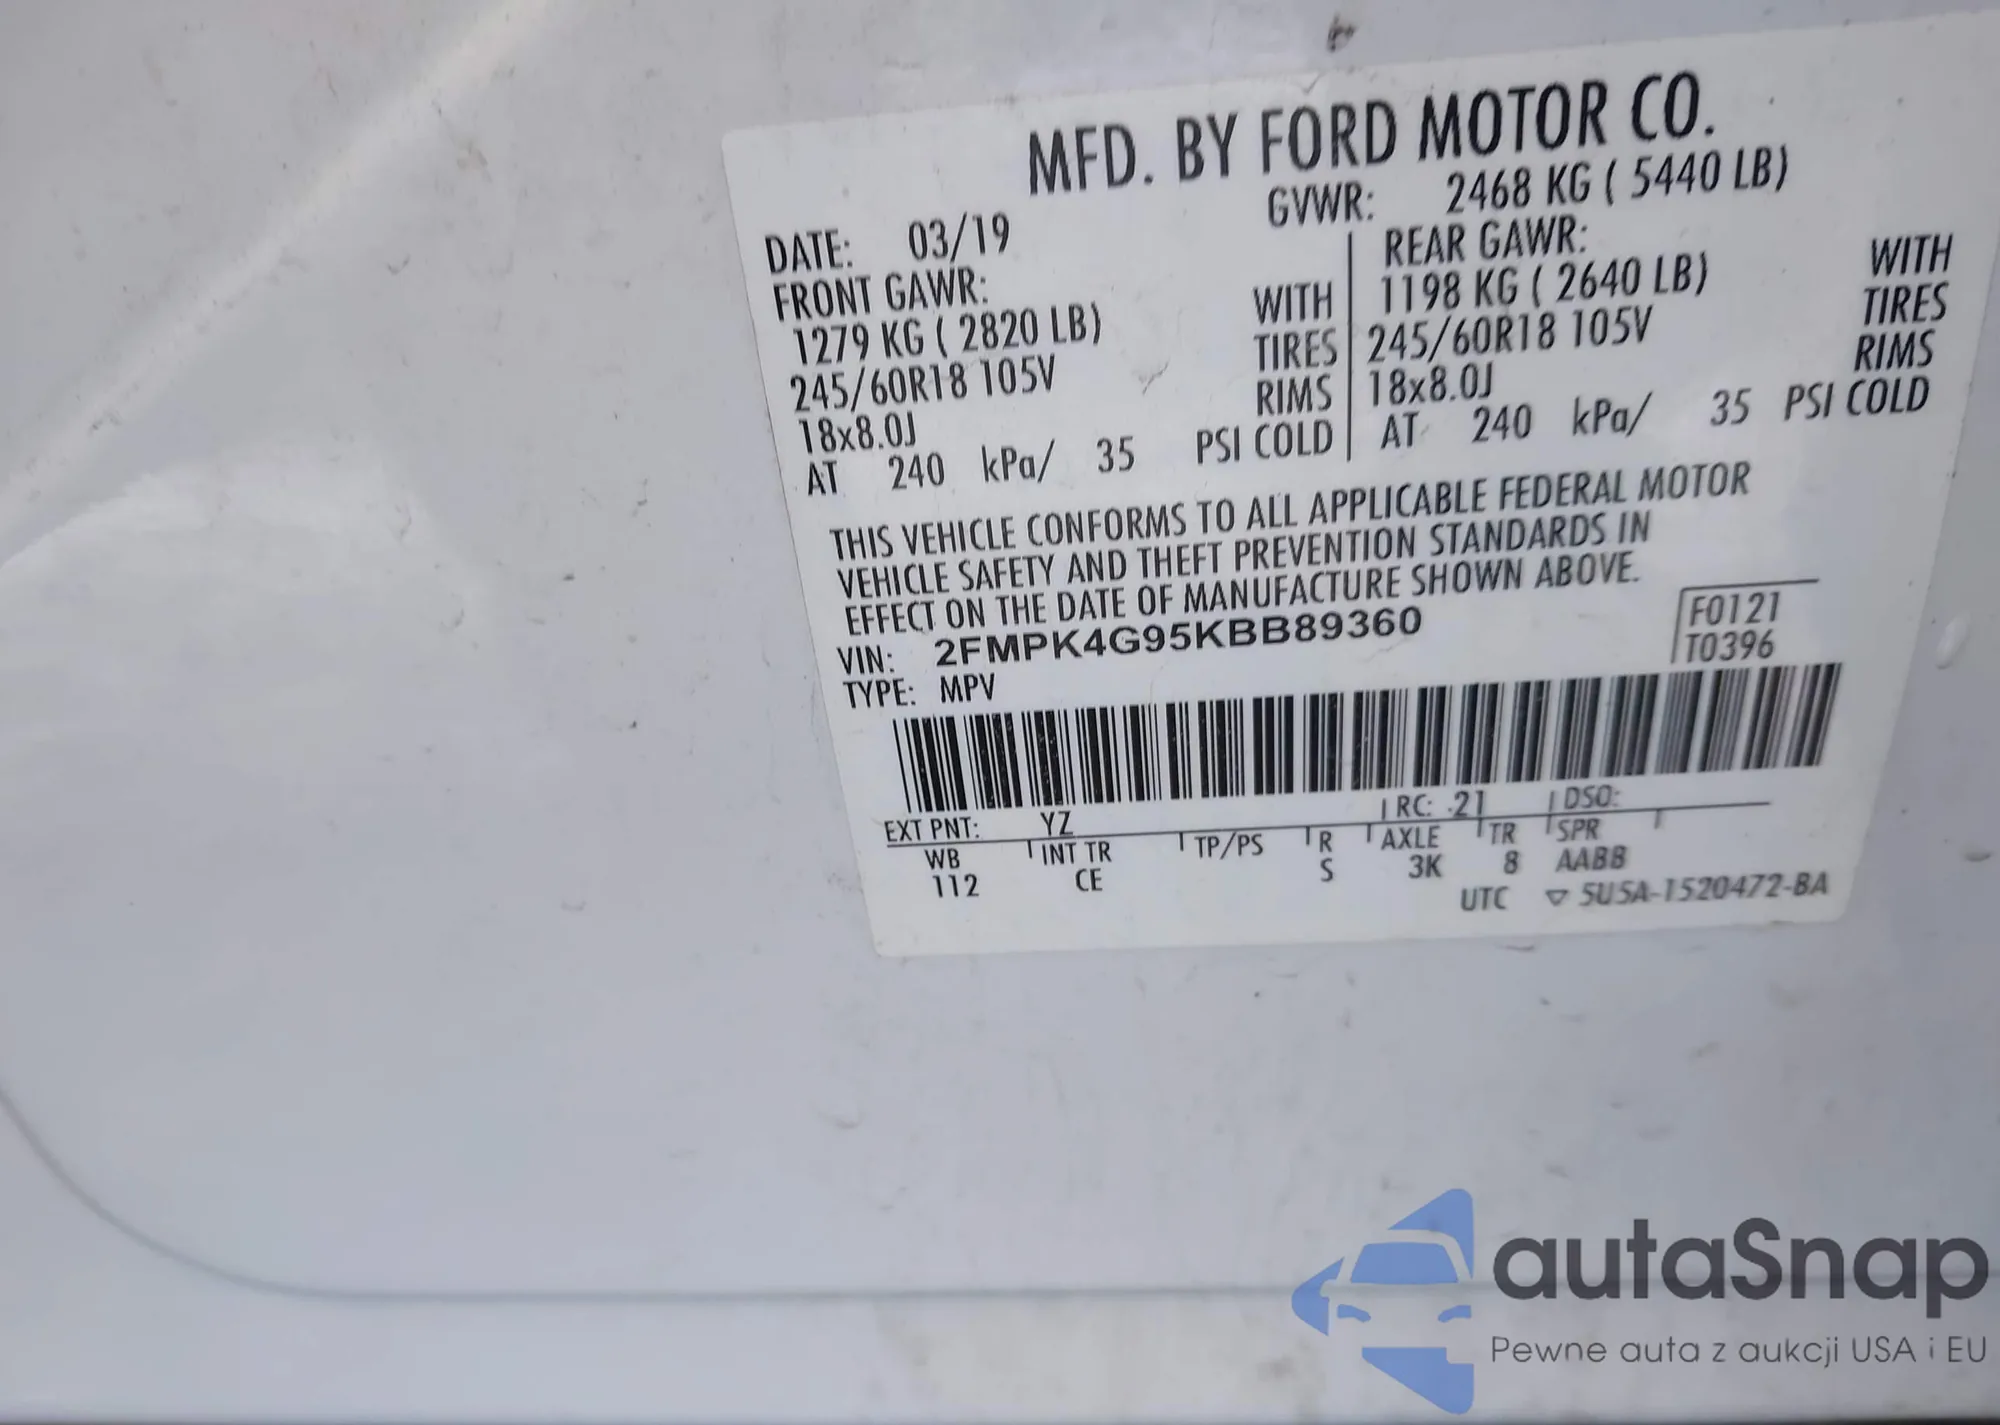 MFD. BY FORD MOTOR CO.
DATE: 03/19 GVWR: 2468 KG ( 5440 LB)
FRONT GAWR: REAR GAWR:
1279 KG ( 2820 LB) WITH 1198 KG ( 2640 LB) WITH
245/60R18 105V TIRES 245/60R18 105V TIRES
18x8.0J RIMS 18x8.0J RIMS
AT 240 kPa/ 35 PSI COLD AT 240 kPa/ 35 PSI COLD
THIS VEHICLE CONFORMS TO ALL APPLICABLE FEDERAL MOTOR
VEHICLE SAFETY AND THEFT PREVENTION STANDARDS IN
EFFECT ON THE DATE OF MANUFACTURE SHOWN ABOVE.
VIN: 2FMPK4G95KBB89360 F0121
TYPE: MPV T0396
EXT PNT: YZ RC: 21 DSO:
WB INT TR TP/PS R AXLE TR SPR
112 CE S 3K 8 AABB
UTC ▽ 5U5A-1520472-BA
autaSnap
Pewne auta z aukcji USA i EU